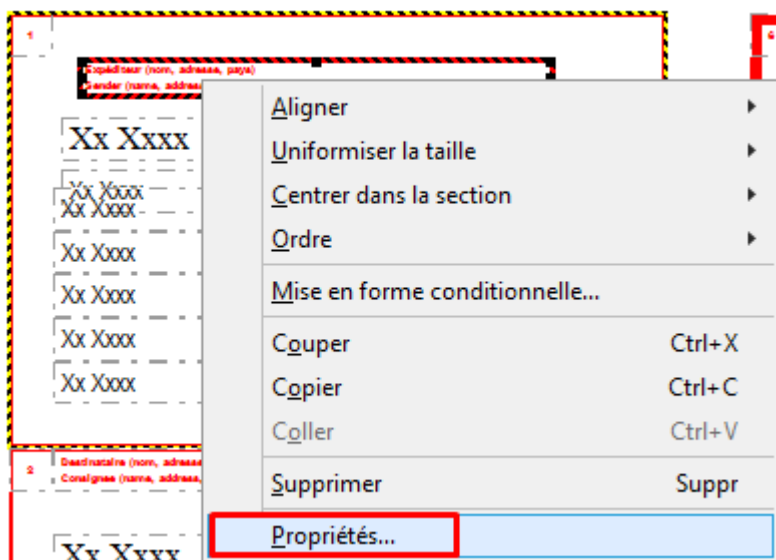 1
6
Expéditeur (nom, adresse, pays)
Sender (name, addres
Xx Xxxx
Xx Xxxx
Xx Xxxx
Xx Xxxx
Xx Xxxx
Xx Xxxx
Xx Xxxx
2
Destinataire (nom, adresse
Consignee (name, address,
Xx Xxxx
Aligner
Uniformiser la taille
Centrer dans la section
Ordre
Mise en forme conditionnelle...
Couper Ctrl+X
Copier Ctrl+C
Coller Ctrl+V
Supprimer Suppr
Propriétés...